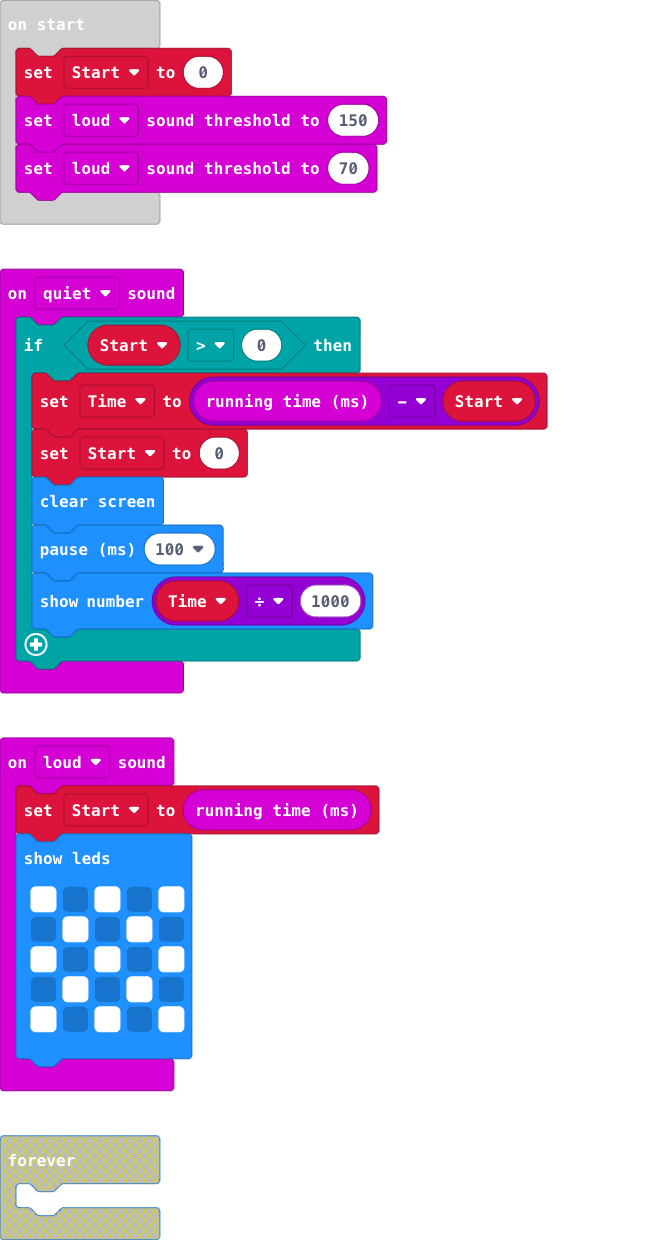 on start
set Start to 0
set loud sound threshold to 150
set loud sound threshold to 70
on quiet sound
if Start > 0 then
set Time to running time (ms) - Start
set Start to 0
clear screen
pause (ms) 100
show number Time ÷ 1000
on loud sound
set Start to running time (ms)
show leds
forever